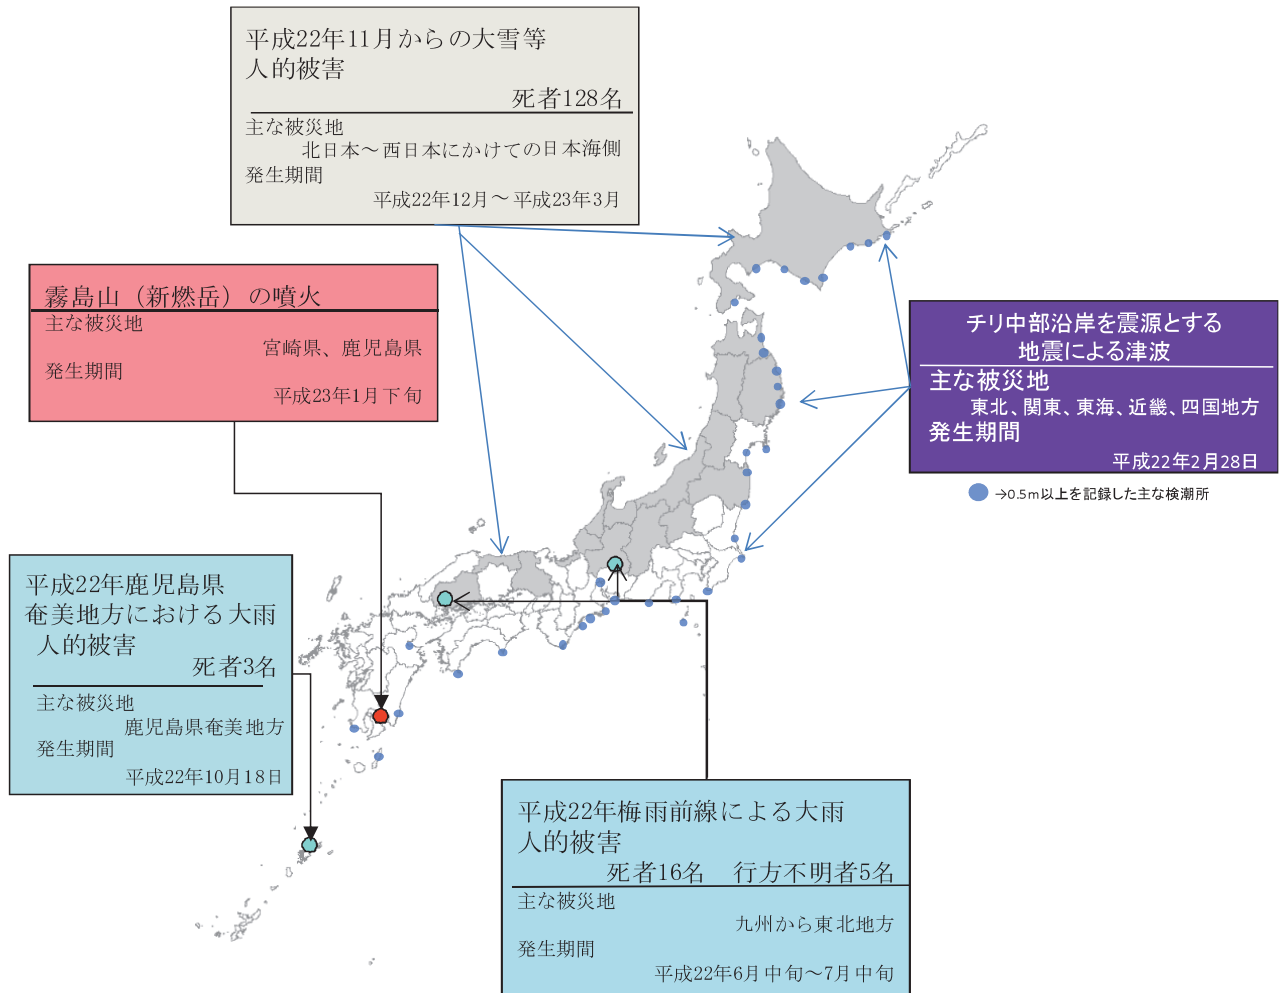 平成22年11月からの大雪等
人的被害
死者128名
主な被災地
北日本～西日本にかけての日本海側
発生期間
平成22年12月～平成23年3月
霧島山（新燃岳）の噴火
主な被災地
宮崎県、鹿児島県
発生期間
平成23年1月下旬
チリ中部沿岸を震源とする
地震による津波
主な被災地
東北、関東、東海、近畿、四国地方
発生期間
平成22年2月28日
→0.5m以上を記録した主な検潮所
平成22年鹿児島県
奄美地方における大雨
人的被害
死者3名
主な被災地
鹿児島県奄美地方
発生期間
平成22年10月18日
平成22年梅雨前線による大雨
人的被害
死者16名　行方不明者5名
主な被災地
九州から東北地方
発生期間
平成22年6月中旬～7月中旬